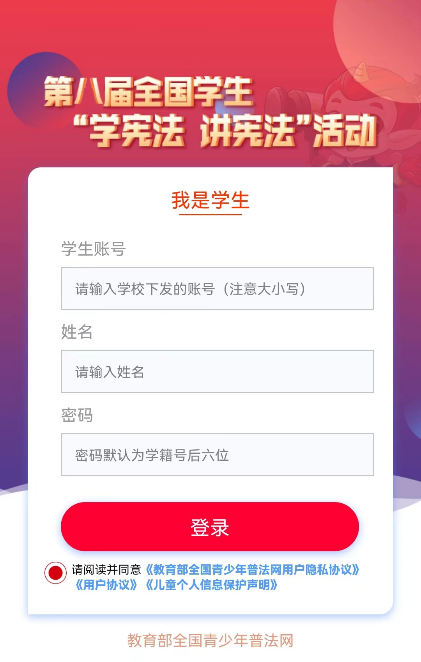 第八届全国学生
“学宪法 讲宪法”活动
我是学生
学生账号
请输入学校下发的账号（注意大小写）
姓名
请输入姓名
密码
密码默认为学籍号后六位
登录
请阅读并同意《教育部全国青少年普法网用户隐私协议》
《用户协议》《儿童个人信息保护声明》
教育部全国青少年普法网